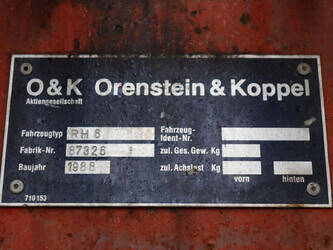 O&K Orenstein & Koppel
Aktiengesellschaft
Fahrzeugtyp RH 6 Fahrzeug-Ident-Nr.
Fabrik-Nr. 87326 zul. Ges. Gew. Kg
Baujahr 1988 zul. Achslast Kg
vorn hinten
710153